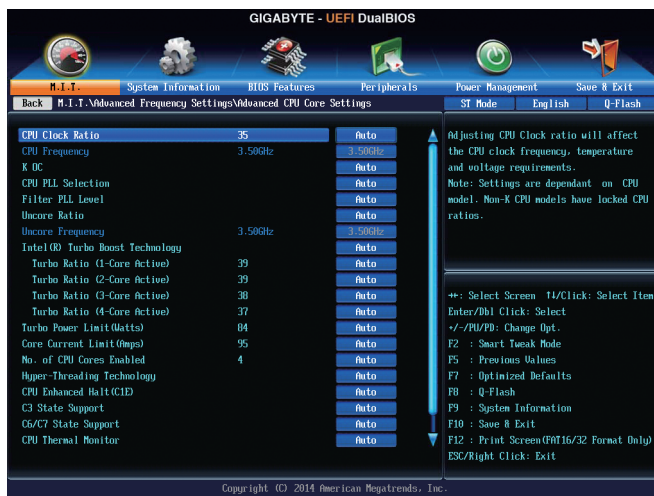 GIGABYTE - UEFI DualBIOS
M.I.T. System Information BIOS Features Peripherals Power Management Save & Exit
Back M.I.T.\Advanced Frequency Settings\Advanced CPU Core Settings ST Mode English Q-Flash
CPU Clock Ratio 35 Auto
CPU Frequency 3.50GHz 3.50GHz
K OC Auto
CPU PLL Selection Auto
Filter PLL Level Auto
Uncore Ratio Auto
Uncore Frequency 3.50GHz 3.50GHz
Intel(R) Turbo Boost Technology Auto
Turbo Ratio (1-Core Active) 39 Auto
Turbo Ratio (2-Core Active) 39 Auto
Turbo Ratio (3-Core Active) 38 Auto
Turbo Ratio (4-Core Active) 37 Auto
Turbo Power Limit(Watts) 84 Auto
Core Current Limit(Amps) 95 Auto
No. of CPU Cores Enabled 4 Auto
Hyper-Threading Technology Auto
CPU Enhanced Halt(C1E) Auto
C3 State Support Auto
C6/C7 State Support Auto
CPU Thermal Monitor Auto
Adjusting CPU Clock ratio will affect
the CPU clock frequency, temperature
and voltage requirements.
Note: Settings are dependant on CPU
model. Non-K CPU models have locked CPU
ratios.
↔: Select Screen ↑↓/Click: Select Item
Enter/Dbl Click: Select
+/-/PU/PD: Change Opt.
F2 : Smart Tweak Mode
F5 : Previous Values
F7 : Optimized Defaults
F8 : Q-Flash
F9 : System Information
F10 : Save & Exit
F12 : Print Screen(FAT16/32 Format Only)
ESC/Right Click: Exit
Copyright (C) 2014 American Megatrends, Inc.